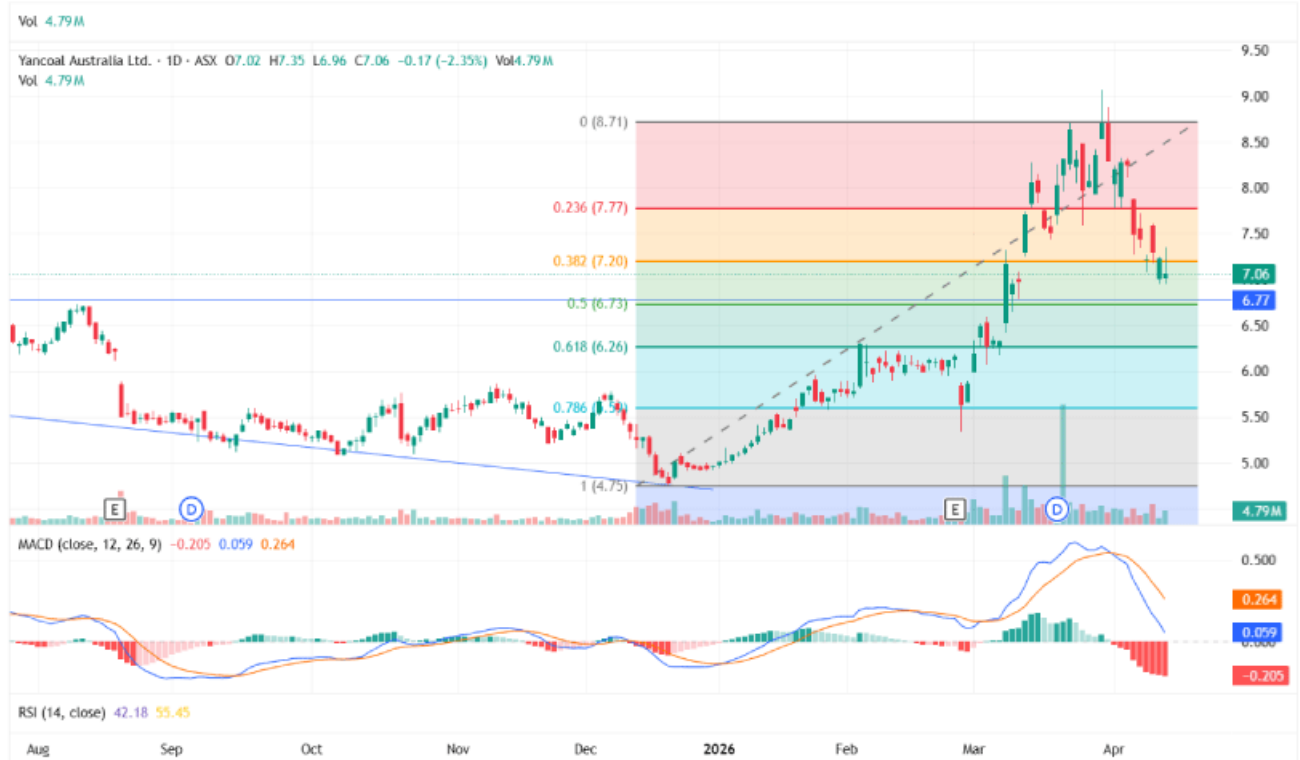 Vol 4.79M
Yancoal Australia Ltd. · 1D · ASX O7.02 H7.35 L6.96 C7.06 −0.17 (−2.35%) Vol4.79M
Vol 4.79M
9.50
9.00
0 (8.71)
8.50
8.00
0.236 (7.77)
7.50
0.382 (7.20)
7.06
6.77
0.5 (6.73)
6.50
0.618 (6.26)
6.00
0.786
5.50
5.00
1 (4.75)
E D E D
4.79M
MACD (close, 12, 26, 9) −0.205 0.059 0.264
0.500
0.264
0.059
0.000
−0.205
RSI (14, close) 42.18 55.45
Aug Sep Oct Nov Dec 2026 Feb Mar Apr